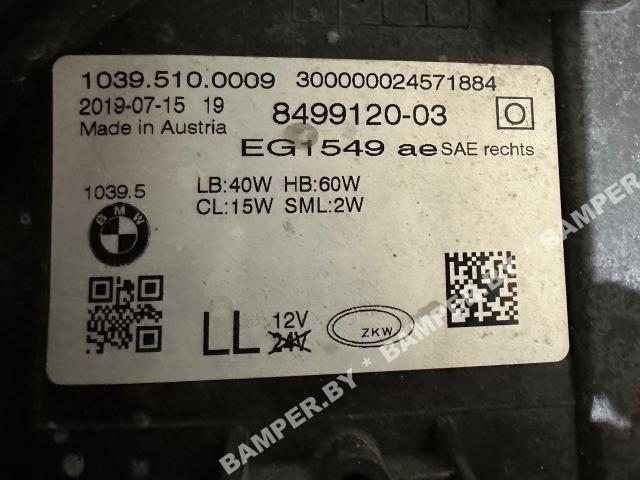 1039.510.0009 300000024571884
2019-07-15 19 8499120-03 O
Made in Austria
EG1549 ae SAE rechts
1039.5
LB:40W HB:60W
CL:15W SML:2W
BMW
LL 12V
24V
ZKW
BAMPER.BY * BAMPER.BY * BAMPER.BY